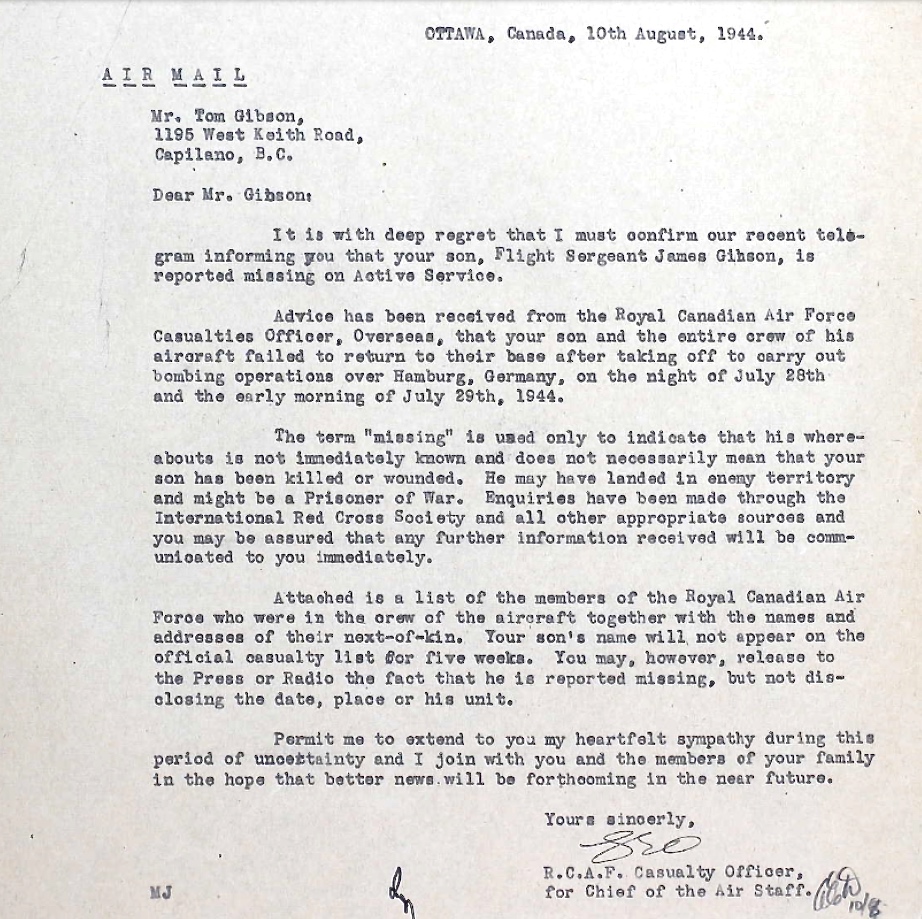 OTTAWA, Canada, 10th August, 1944.
AIR MAIL
Mr. Tom Gibson,
1195 West Keith Road,
Capilano, B.C.
Dear Mr. Gibson:
It is with deep regret that I must confirm our recent tele-
gram informing you that your son, Flight Sergeant James Gibson, is
reported missing on Active Service.
Advice has been received from the Royal Canadian Air Force
Casualties Officer, Overseas, that your son and the entire crew of his
aircraft failed to return to their base after taking off to carry out
bombing operations over Hamburg, Germany, on the night of July 28th
and the early morning of July 29th, 1944.
The term "missing" is used only to indicate that his where-
abouts is not immediately known and does not necessarily mean that your
son has been killed or wounded. He may have landed in enemy territory
and might be a Prisoner of War. Enquiries have been made through the
International Red Cross Society and all other appropriate sources and
you may be assured that any further information received will be comm-
unicated to you immediately.
Attached is a list of the members of the Royal Canadian Air
Force who were in the crew of the aircraft together with the names and
addresses of their next-of-kin. Your son's name will not appear on the
official casualty list for five weeks. You may, however, release to
the Press or Radio the fact that he is reported missing, but not dis-
closing the date, place or his unit.
Permit me to extend to you my heartfelt sympathy during this
period of uncertainty and I join with you and the members of your family
in the hope that better news will be forthcoming in the near future.
Yours sincerely,
R.C.A.F. Casualty Officer,
for Chief of the Air Staff.
MJ
10/8